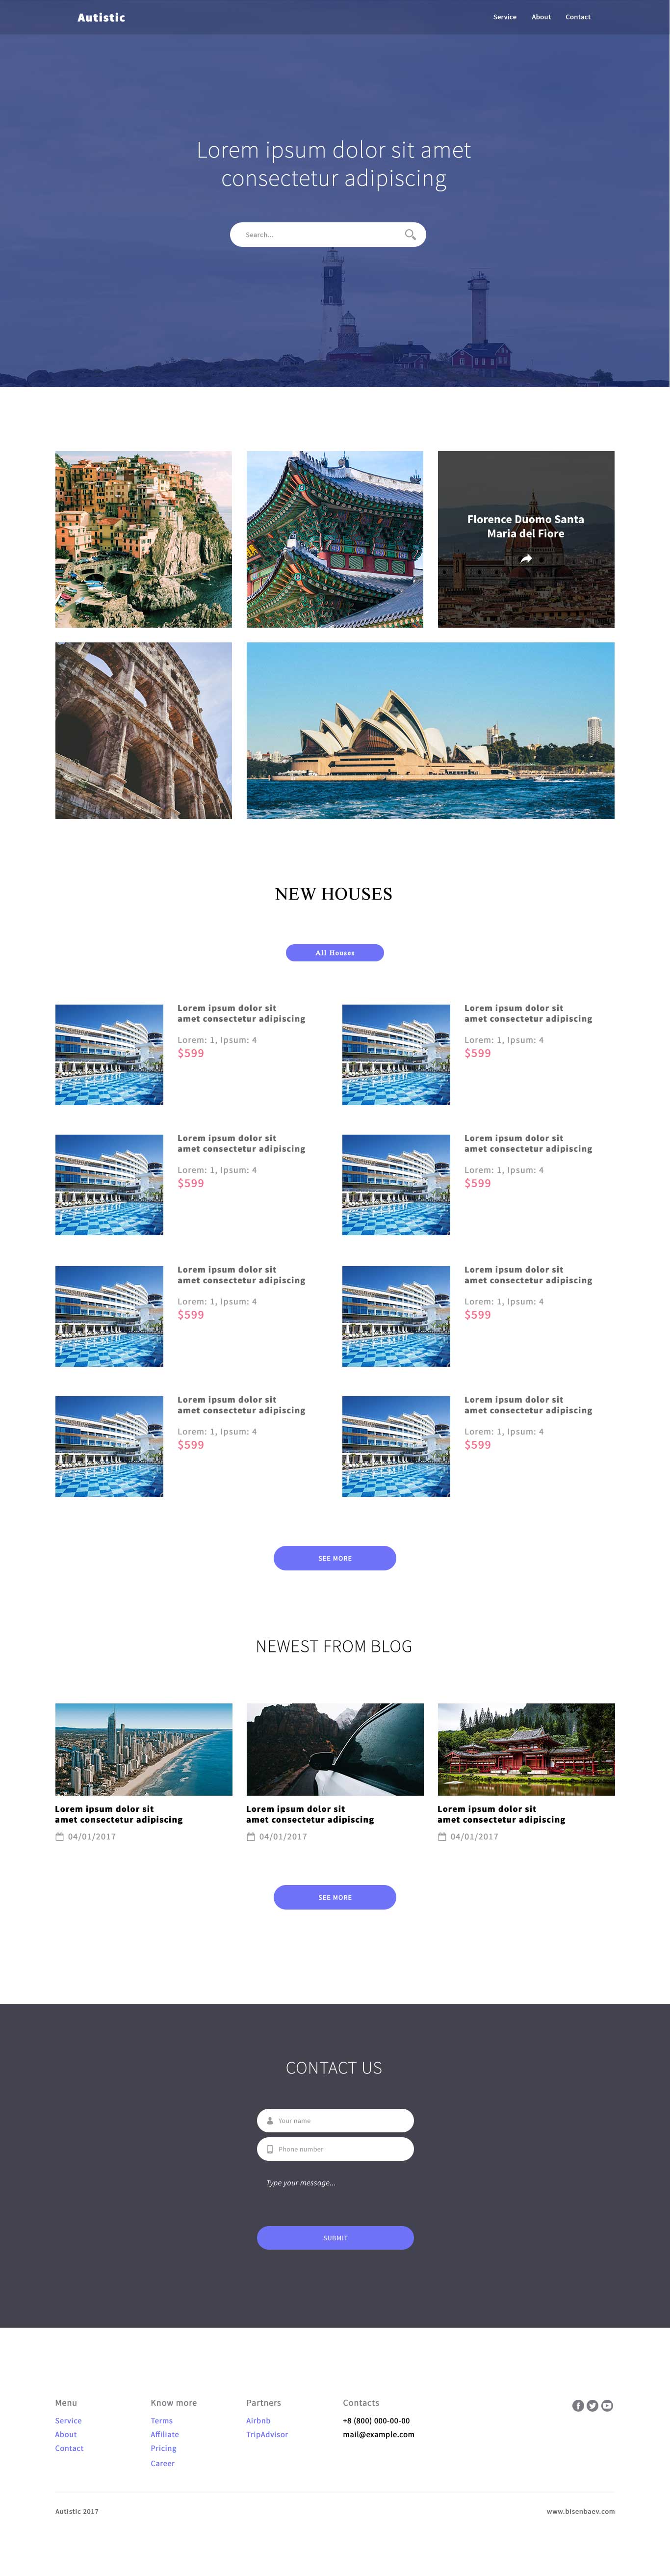 Autistic
Service
About
Contact
Lorem ipsum dolor sit amet
consectetur adipiscing
Search...
Florence Duomo Santa
Maria del Fiore
NEW HOUSES
All Houses
Lorem ipsum dolor sit
amet consectetur adipiscing
Lorem: 1, Ipsum: 4
$599
Lorem ipsum dolor sit
amet consectetur adipiscing
Lorem: 1, Ipsum: 4
$599
Lorem ipsum dolor sit
amet consectetur adipiscing
Lorem: 1, Ipsum: 4
$599
Lorem ipsum dolor sit
amet consectetur adipiscing
Lorem: 1, Ipsum: 4
$599
Lorem ipsum dolor sit
amet consectetur adipiscing
Lorem: 1, Ipsum: 4
$599
Lorem ipsum dolor sit
amet consectetur adipiscing
Lorem: 1, Ipsum: 4
$599
Lorem ipsum dolor sit
amet consectetur adipiscing
Lorem: 1, Ipsum: 4
$599
Lorem ipsum dolor sit
amet consectetur adipiscing
Lorem: 1, Ipsum: 4
$599
SEE MORE
NEWEST FROM BLOG
Lorem ipsum dolor sit
amet consectetur adipiscing
04/01/2017
Lorem ipsum dolor sit
amet consectetur adipiscing
04/01/2017
Lorem ipsum dolor sit
amet consectetur adipiscing
04/01/2017
SEE MORE
CONTACT US
Your name
Phone number
Type your message...
SUBMIT
Menu
Service
About
Contact
Know more
Terms
Affiliate
Pricing
Career
Partners
Airbnb
TripAdvisor
Contacts
+8 (800) 000-00-00
mail@example.com
Autistic 2017
www.bisenbaev.com